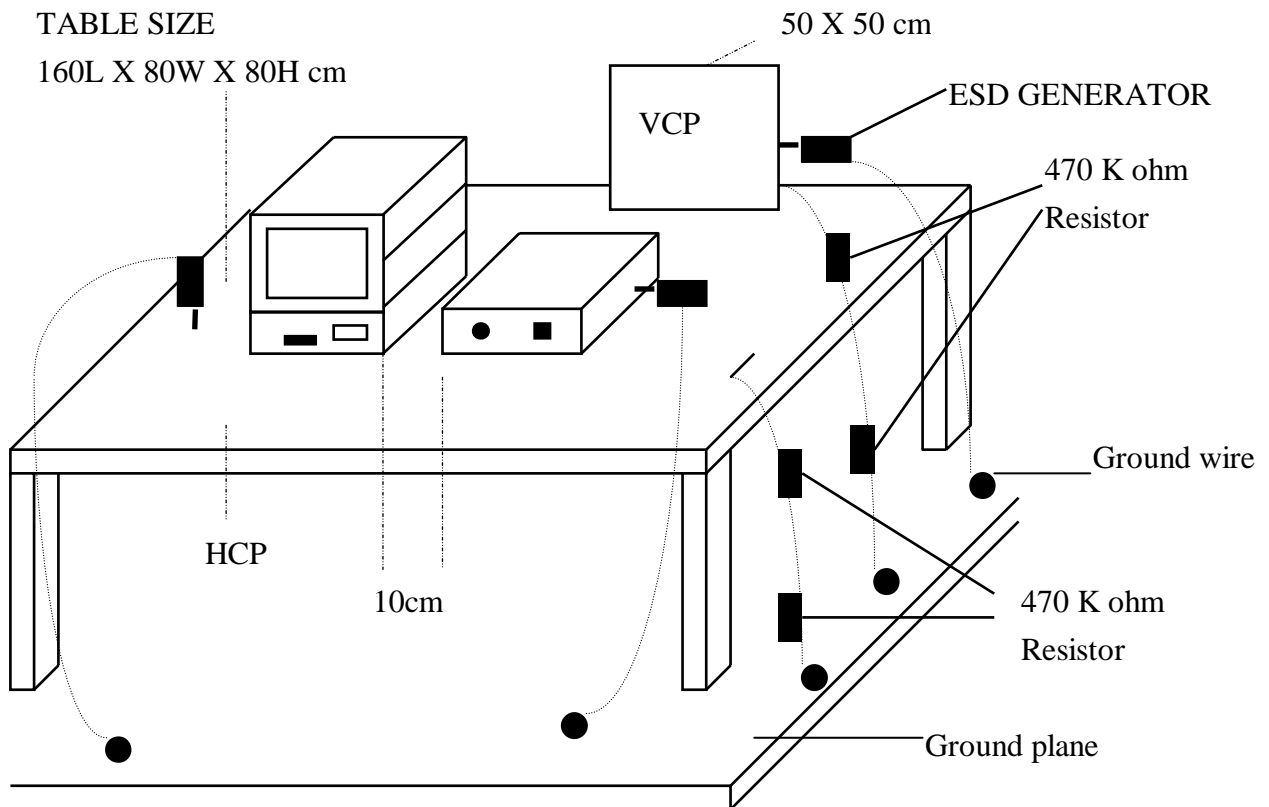 TABLE SIZE
160L X 80W X 80H cm
50 X 50 cm
VCP
ESD GENERATOR
470 K ohm
Resistor
Ground wire
HCP
10cm
470 K ohm
Resistor
Ground plane